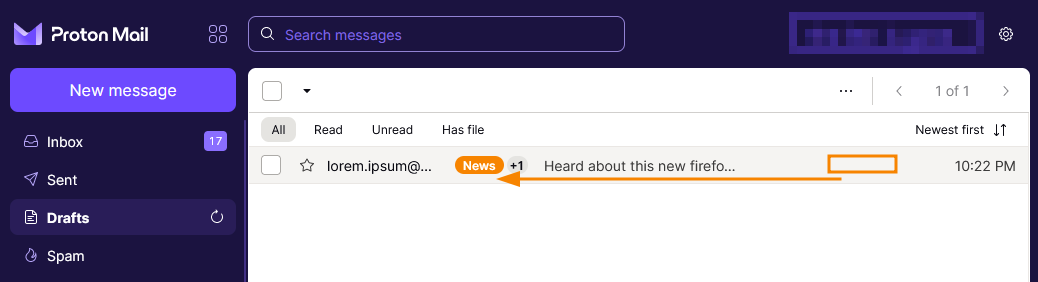 Proton Mail
Search messages
New message
1 of 1
Inbox 17
All Read Unread Has file Newest first
lorem.ipsum@... News +1 Heard about this new firefo... 10:22 PM
Sent
Drafts
Spam